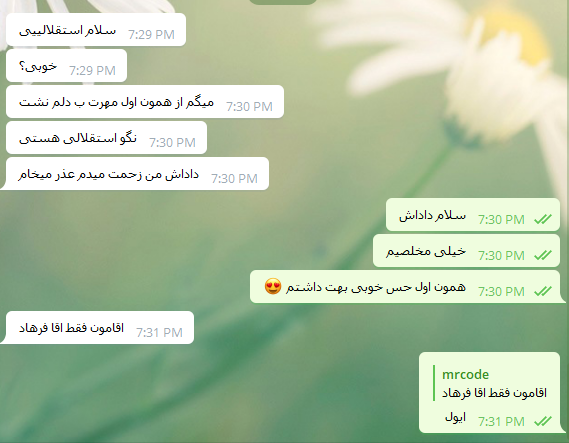 سلام استقلالییی 7:29 PM
خوبی؟ 7:29 PM
میگم از همون اول مهرت ب دلم نشت 7:30 PM
نگو استقلالی هستی 7:30 PM
داداش من زحمت میدم عذر میخام 7:30 PM
سلام داداش 7:30 PM
خیلی مخلصیم 7:30 PM
همون اول حس خوبی بهت داشتم 😍 7:30 PM
اقامون فقط اقا فرهاد 7:31 PM
mrcode
اقامون فقط اقا فرهاد
ایول 7:31 PM